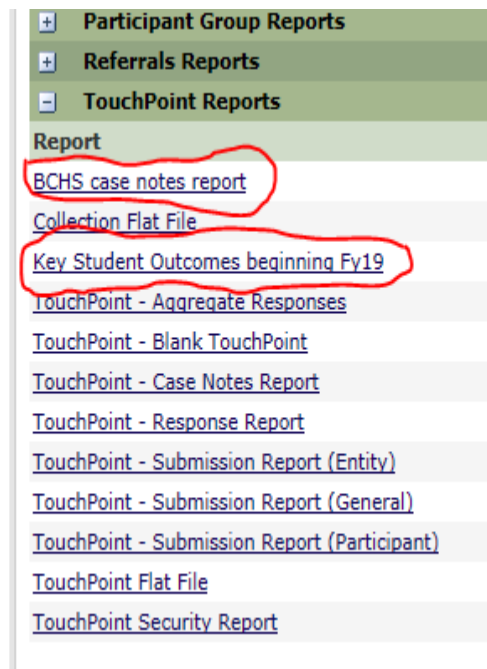 Participant Group Reports
Referrals Reports
TouchPoint Reports
Report
BCHS case notes report
Collection Flat File
Key Student Outcomes beginning Fy19
TouchPoint - Aggregate Responses
TouchPoint - Blank TouchPoint
TouchPoint - Case Notes Report
TouchPoint - Response Report
TouchPoint - Submission Report (Entity)
TouchPoint - Submission Report (General)
TouchPoint - Submission Report (Participant)
TouchPoint Flat File
TouchPoint Security Report